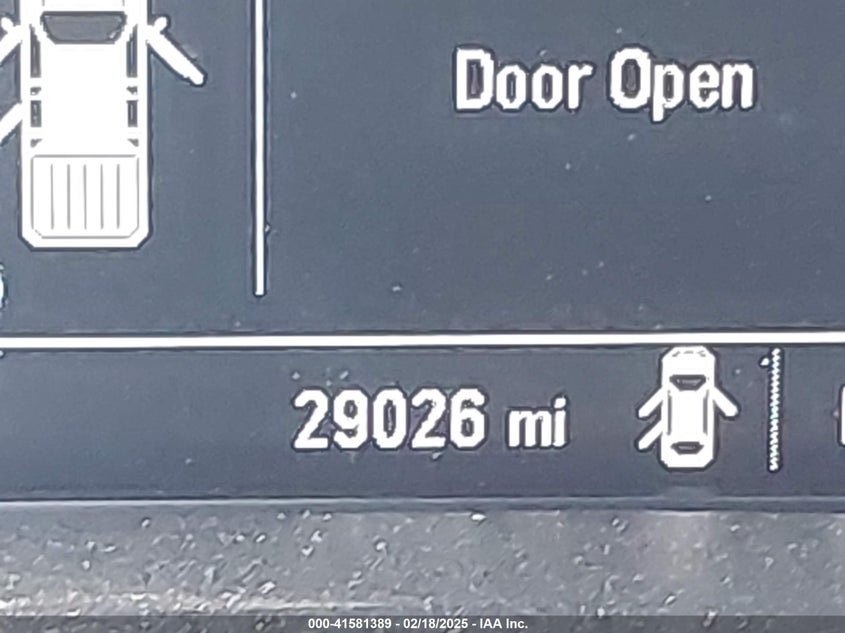 Door Open
29026 mi
000-41581389 - 02/18/2025 - IAA Inc.